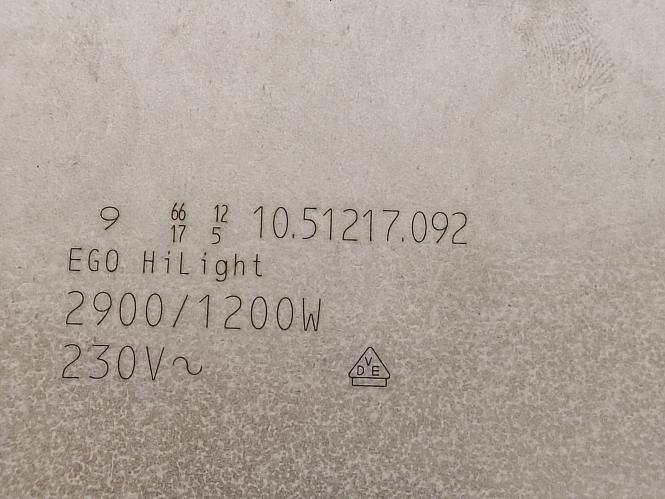 9 66 12 10.51217.092
17 5
EGO HiLight
2900/1200W
230V~
VDE